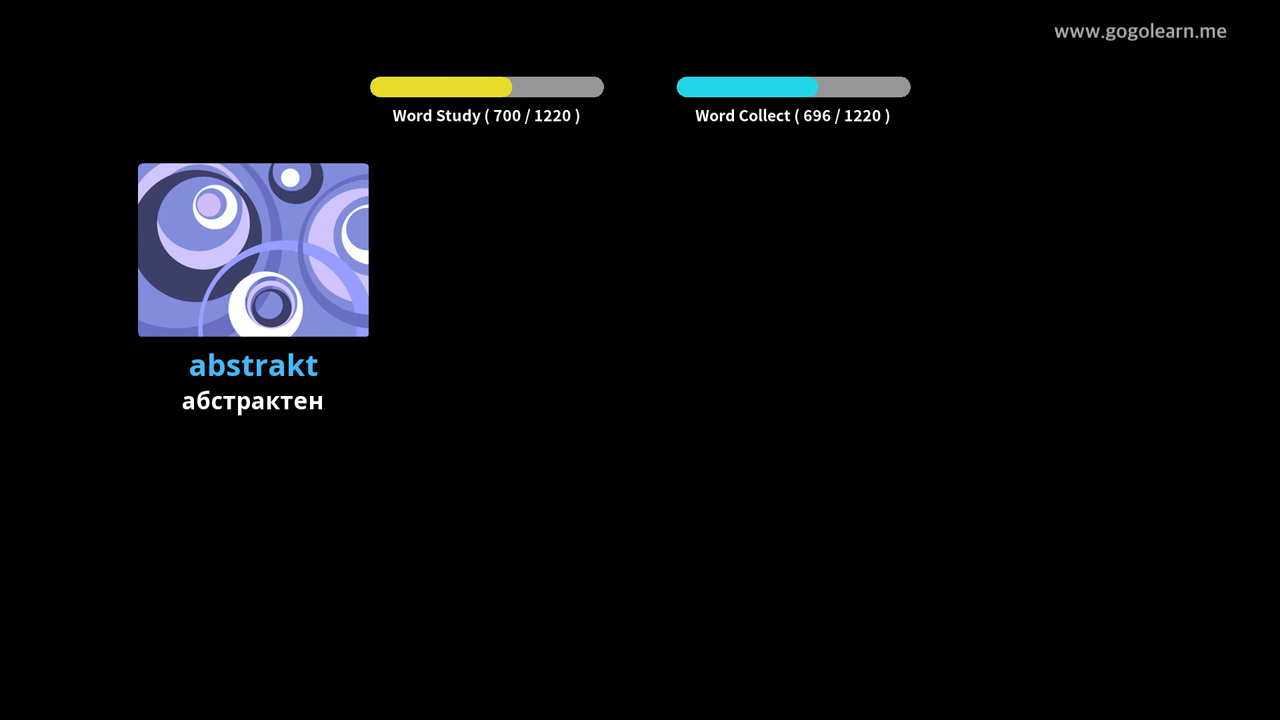 www.gogolearn.me
Word Study ( 700 / 1220 )
Word Collect ( 696 / 1220 )
abstrakt
абстрактен